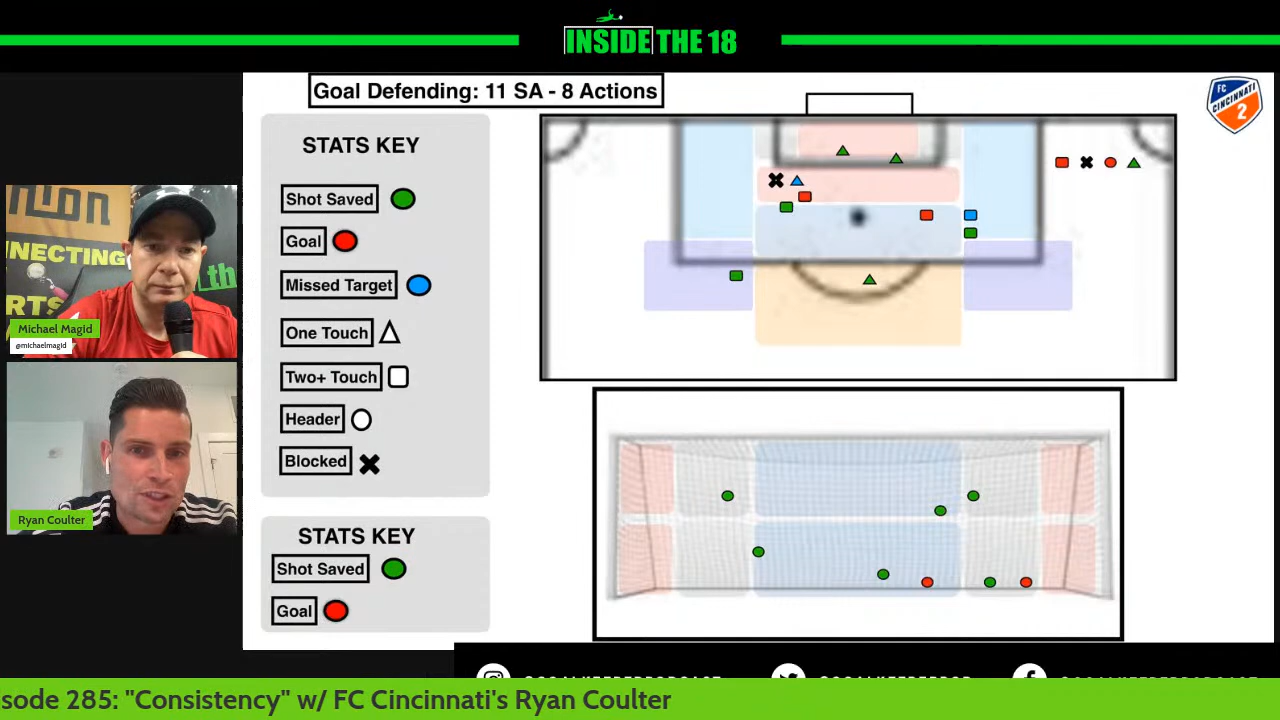 INSIDE THE 18
Goal Defending: 11 SA - 8 Actions
FC
CINCINNATI
2
STATS KEY
Shot Saved
Goal
Missed Target
One Touch
Two+ Touch
Header
Blocked
STATS KEY
Shot Saved
Goal
NNECTING
Michael Magid
@michaelmagid
Ryan Coulter
isode 285: "Consistency" w/ FC Cincinnati's Ryan Coulter